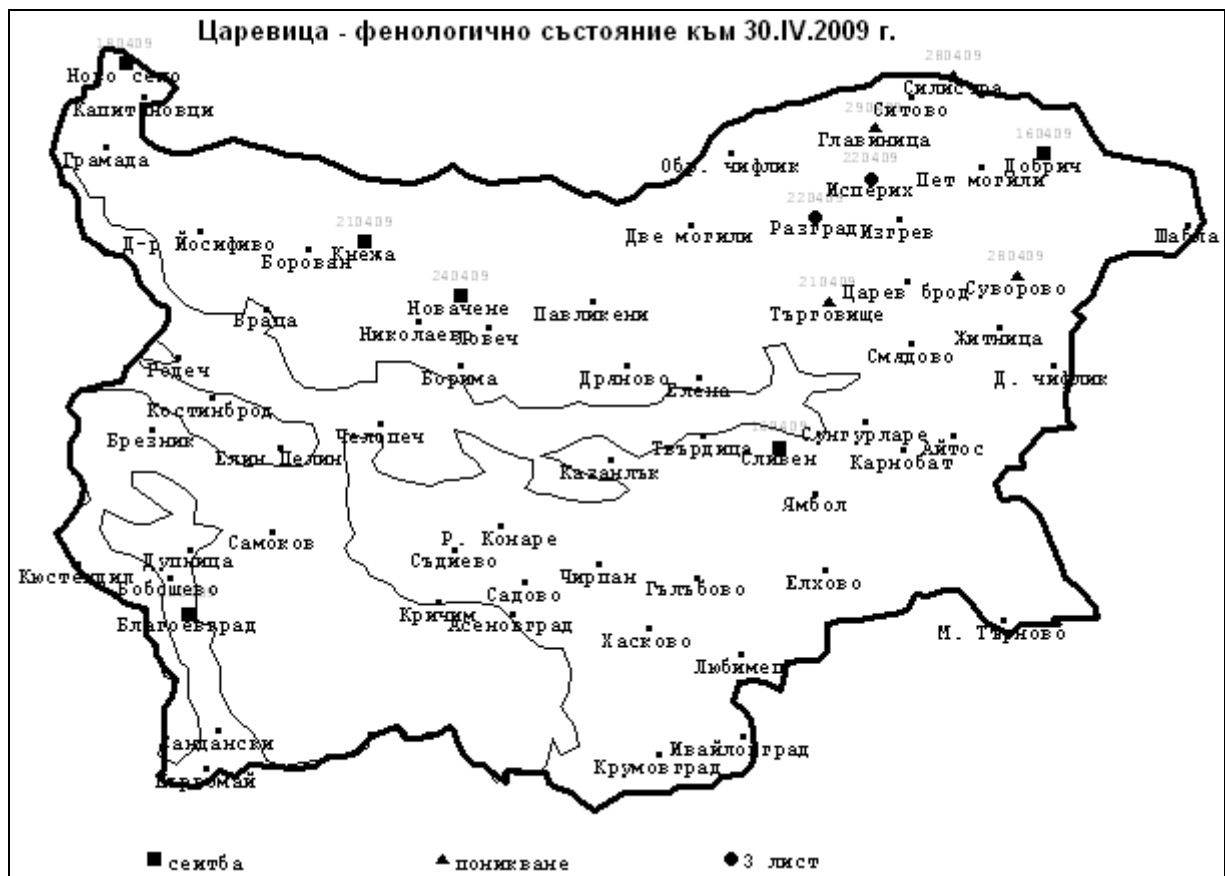 Царевица - фенологично състояние към 30.IV.2009 г.
180409
Ново село
280409
Силистра
Капитановци
Ситово
290409
Главиница
160409
Грамада
Обр. чифлик
220409
Пет могили
Добрич
Исперих
220409
210409
Д-р Йосифиво
Две могили
Разград
Изгрев
Шабла
Борован
Кнежа
240409
210409
280409
Царев брод
Суворово
Новачене
Павликени
Търговище
Враца
Николаево
Ловеч
Житница
Смядово
Годеч
Борима
Дряново
Елена
Д. чифлик
Костинброд
Брезник
Челопеч
Сунгурларе
Елин Пелин
Твърдица
Сливен
Карнобат
Айтос
Казанлък
Ямбол
Самоков
Р. Конаре
Дупница
Съдиево
Кюстендил
Бобошево
Чирпан
Гълъбово
Елхово
Садово
Благоевград
Кричим
Асеновград
Хасково
М. Търново
Любимец
Сандански
Ивайловград
Крумовград
Първомай
сеитба
поникване
3 лист